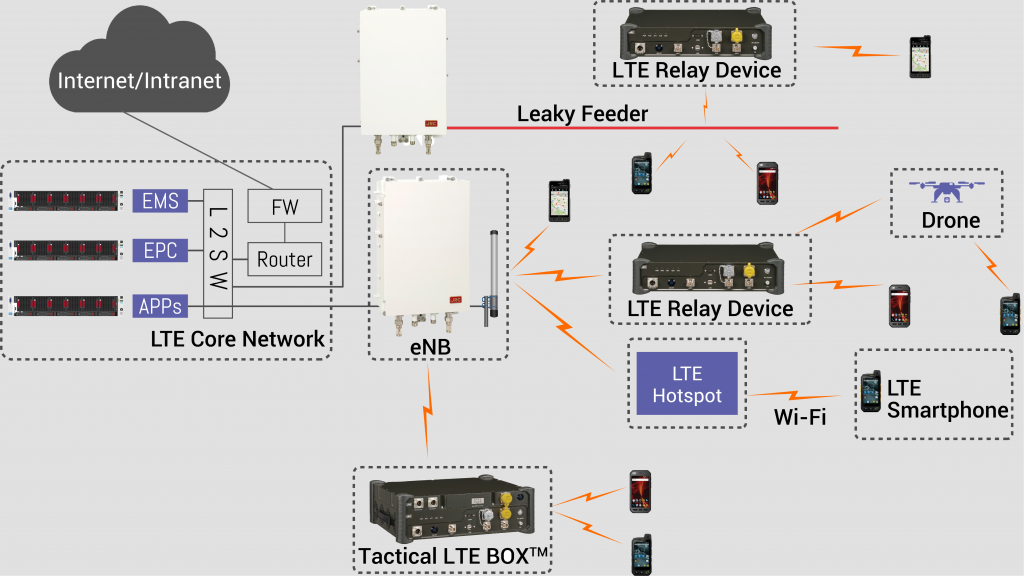 Internet/Intranet
LTE Relay Device
Leaky Feeder
EMS
EPC
APPs
L2SW
FW
Router
LTE Core Network
eNB
Drone
LTE Relay Device
LTE
Hotspot
Wi-Fi
LTE
Smartphone
Tactical LTE BOX™